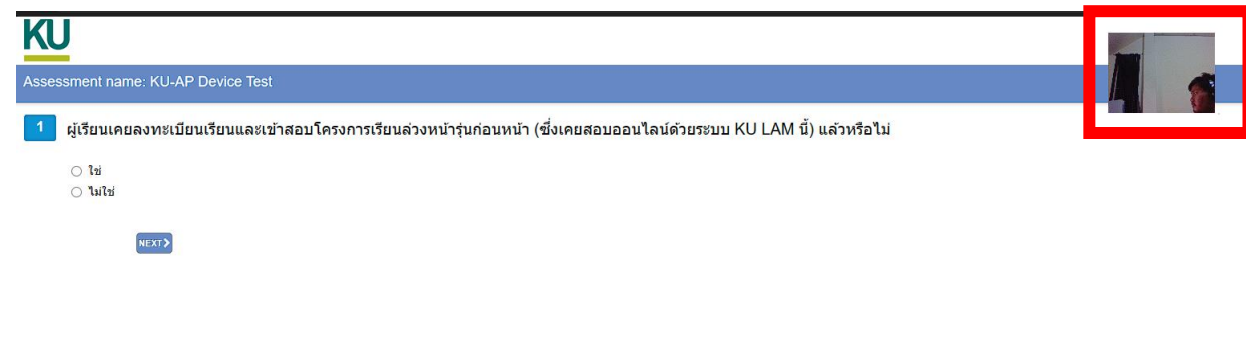 KU
Assessment name: KU-AP Device Test
1 ผู้เรียนเคยลงทะเบียนเรียนและเข้าสอบโครงการเรียนล่วงหน้ารุ่นก่อนหน้า (ซึ่งเคยสอบออนไลน์ด้วยระบบ KU LAM นี้) แล้วหรือไม่
ใช่
ไม่ใช่
NEXT